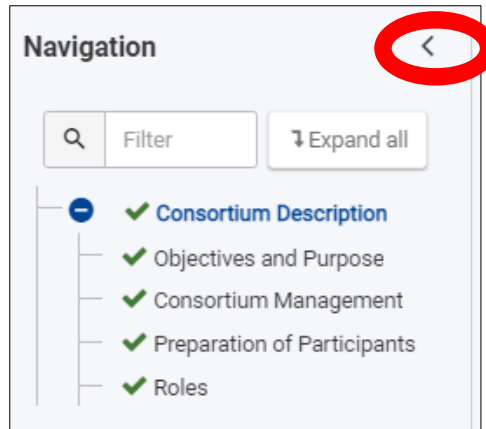 Navigation
Filter
Expand all
Consortium Description
Objectives and Purpose
Consortium Management
Preparation of Participants
Roles